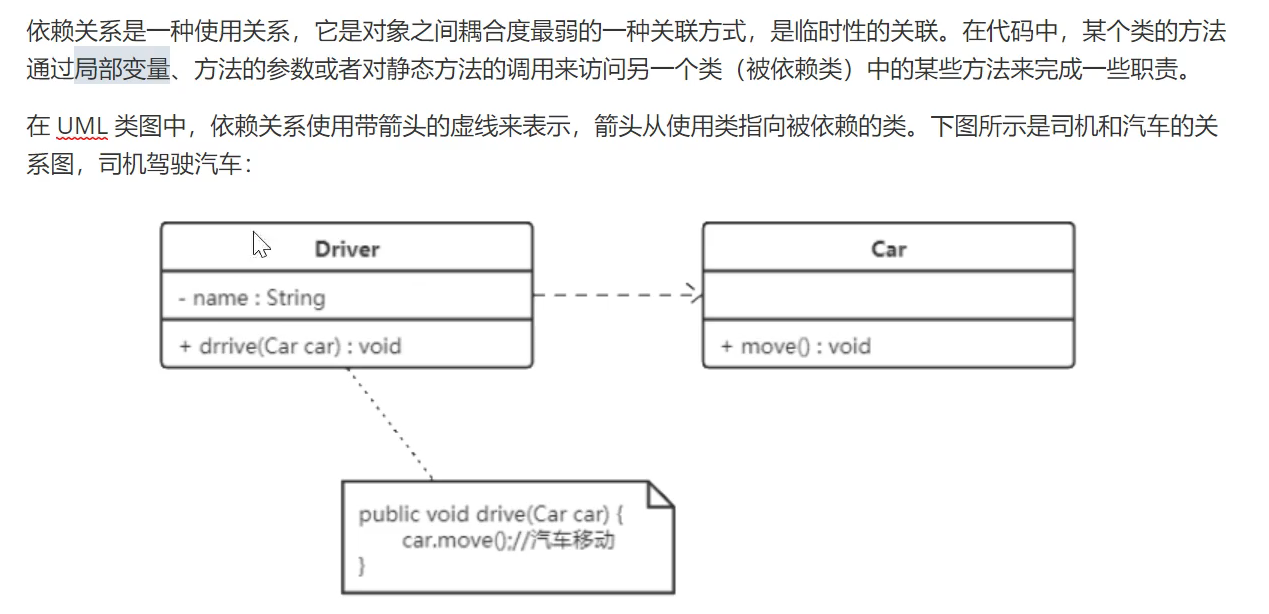 依赖关系是一种使用关系，它是对象之间耦合度最弱的一种关联方式，是临时性的关联。在代码中，某个类的方法
通过局部变量、方法的参数或者对静态方法的调用来访问另一个类（被依赖类）中的某些方法来完成一些职责。
在 UML 类图中，依赖关系使用带箭头的虚线来表示，箭头从使用类指向被依赖的类。下图所示是司机和汽车的关
系图，司机驾驶汽车：
Driver
- name : String
+ drrive(Car car) : void
Car
+ move() : void
public void drive(Car car) {
car.move();//汽车移动
}